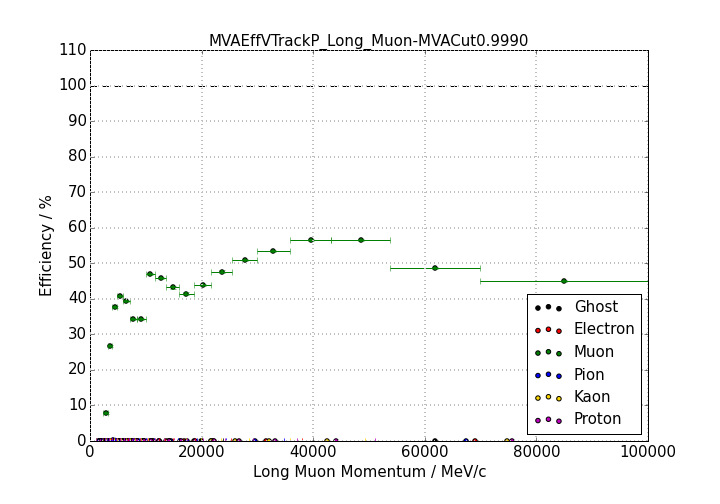 MVAEffVTrackP_Long_Muon-MVACut0.9990
110
100
90
80
70
60
50
40
30
20
10
0
Efficiency / %
0 20000 40000 60000 80000 100000
Long Muon Momentum / MeV/c
Ghost
Electron
Muon
Pion
Kaon
Proton